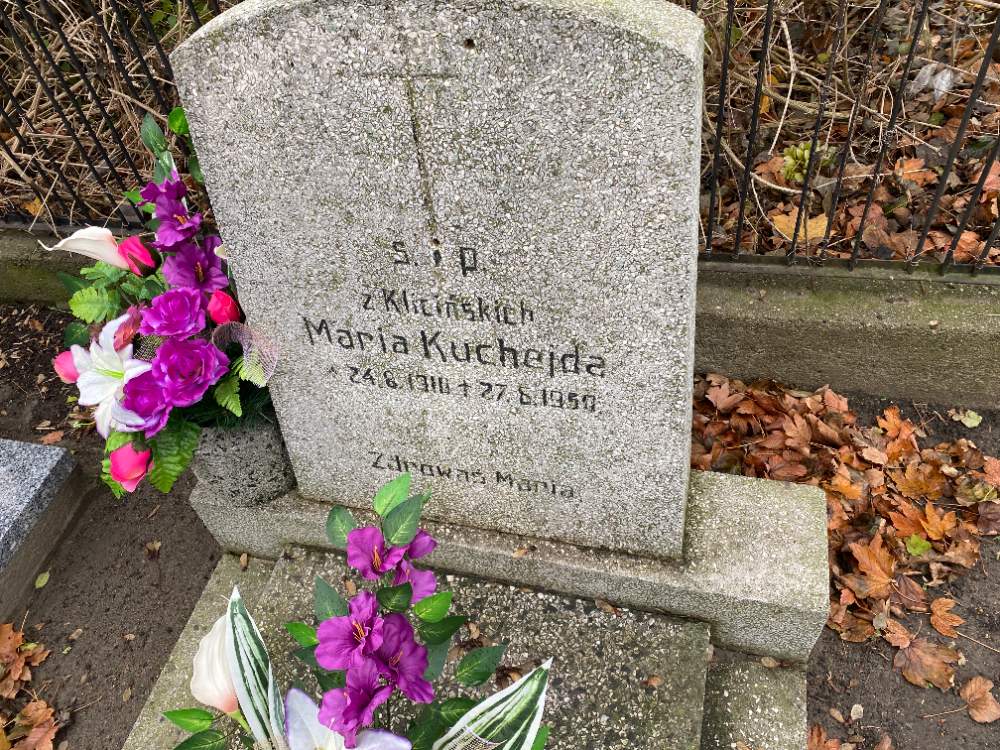 ś. † p.
z Klicińskich
Maria Kuchejda
* 24.8.1910 † 27.6.1950
Zdrowaś Maria